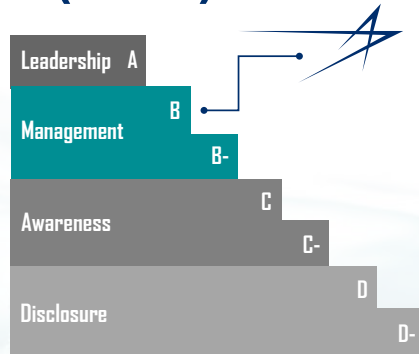 Leadership A
B
Management
B-
C
Awareness
C-
D
Disclosure
D-